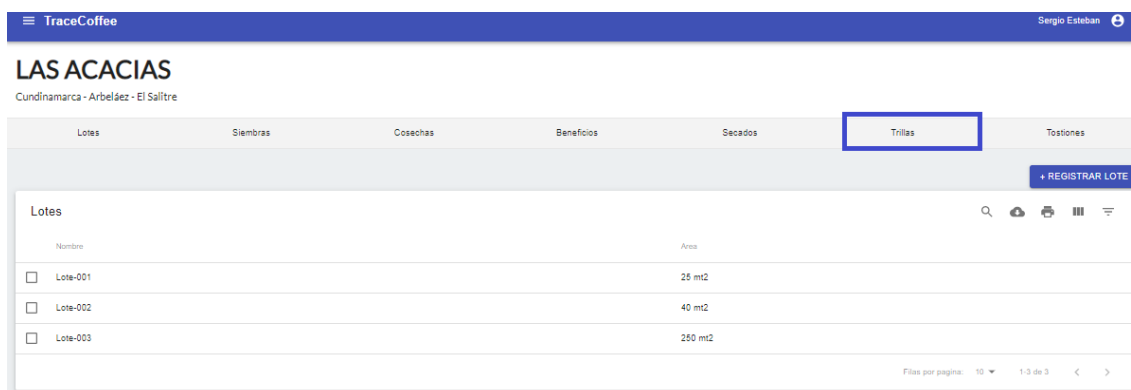 TraceCoffee Sergio Esteban
LAS ACACIAS
Cundinamarca - Arbeláez - El Salitre
Lotes Siembras Cosechas Beneficios Secados Trillas Tostiones
+ REGISTRAR LOTE
Lotes
Nombre Area
Lote-001 25 mt2
Lote-002 40 mt2
Lote-003 250 mt2
Filas por pagina: 10 1-3 de 3